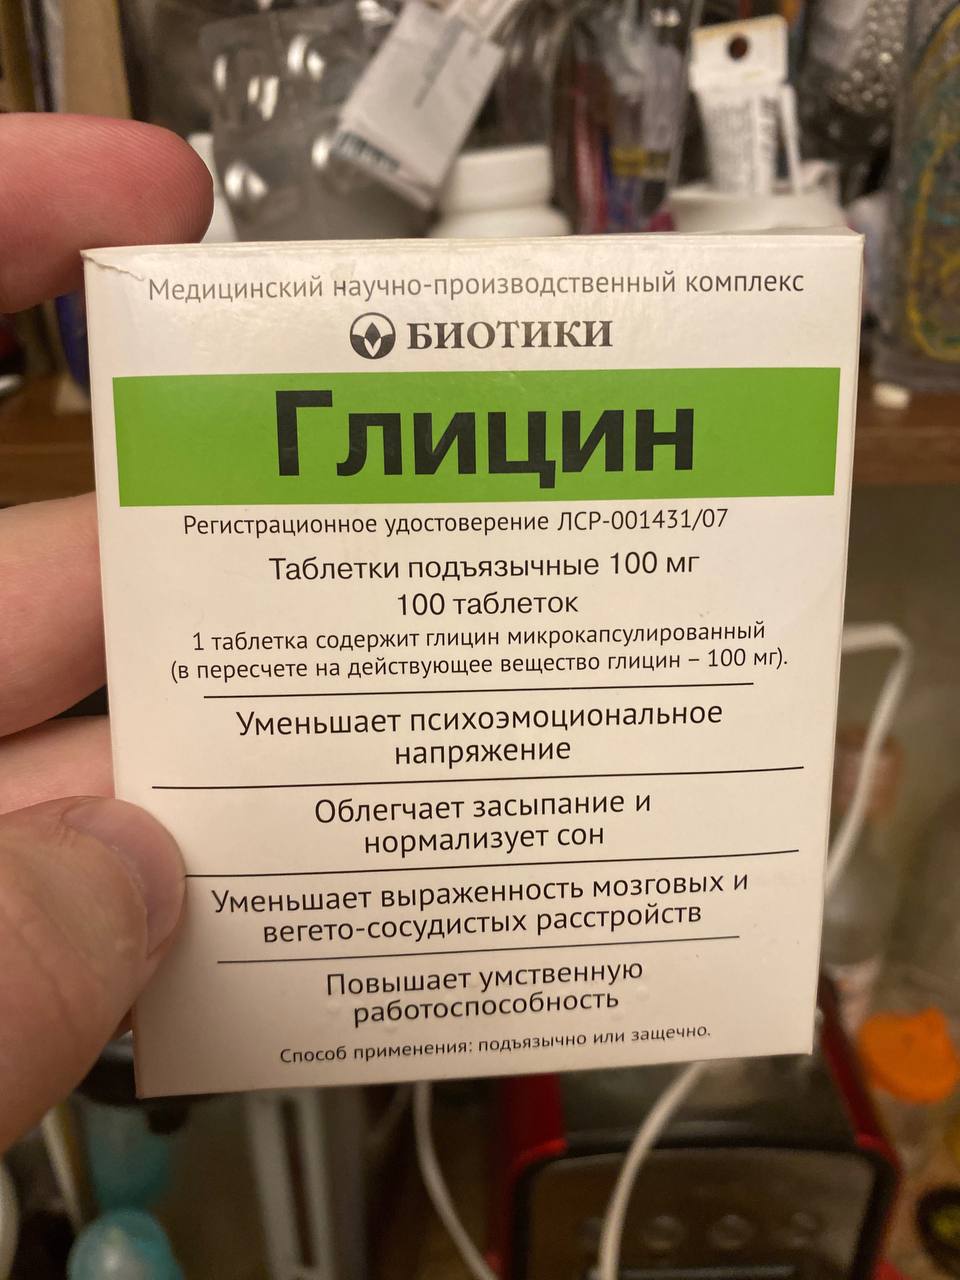 Медицинский научно-производственный комплекс
БИОТИКИ
Глицин
Регистрационное удостоверение ЛСР-001431/07
Таблетки подъязычные 100 мг
100 таблеток
1 таблетка содержит глицин микрокапсулированный
(в пересчете на действующее вещество глицин – 100 мг).
Уменьшает психоэмоциональное
напряжение
Облегчает засыпание и
нормализует сон
Уменьшает выраженность мозговых и
вегето-сосудистых расстройств
Повышает умственную
работоспособность
Способ применения: подъязычно или защечно.